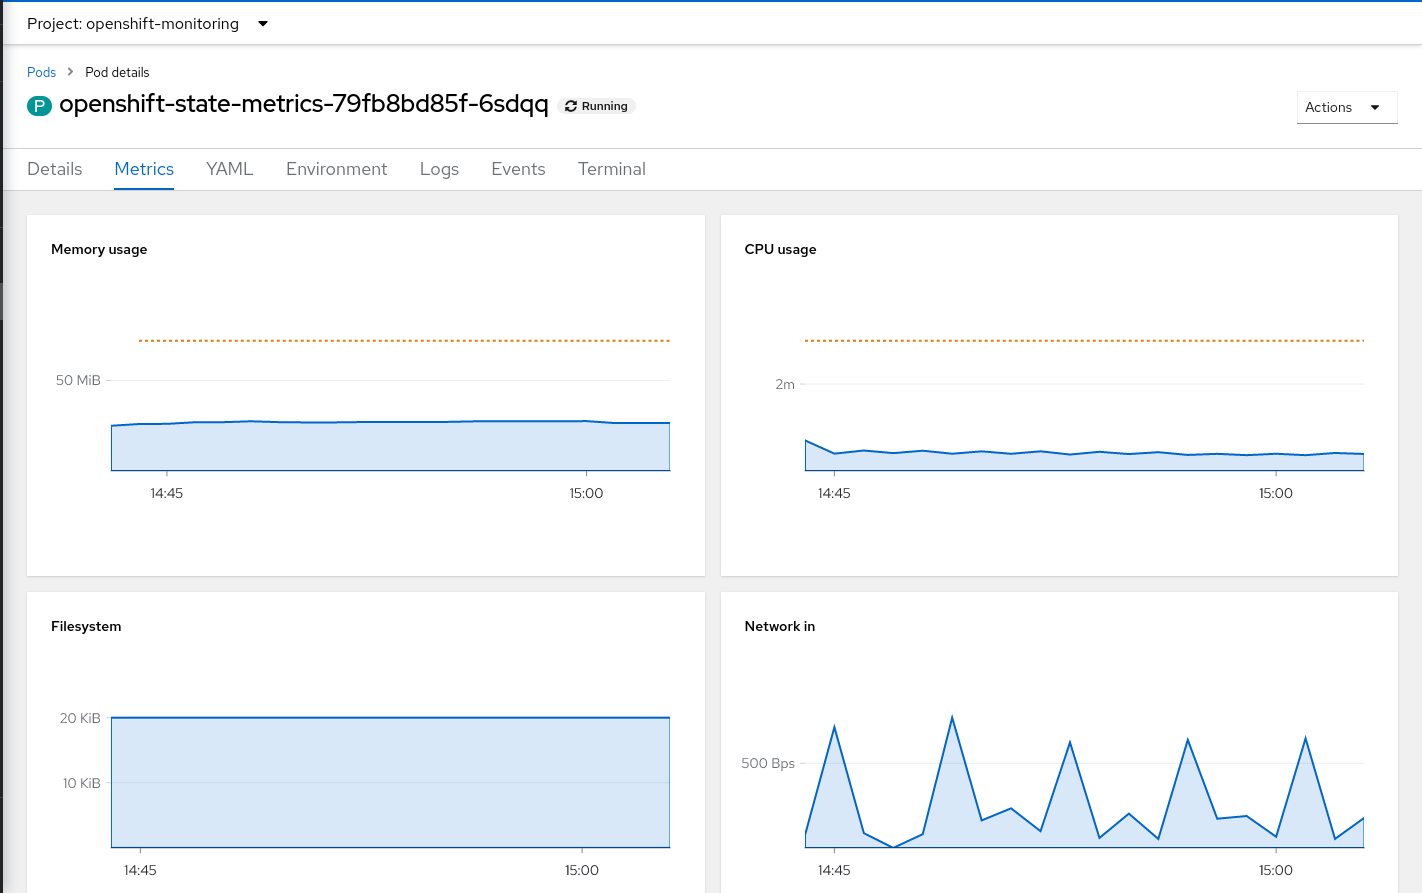 Project: openshift-monitoring
Pods > Pod details
P openshift-state-metrics-79fb8bd85f-6sdqq Running
Actions
Details Metrics YAML Environment Logs Events Terminal
Memory usage
50 MiB
14:45 15:00
CPU usage
2m
14:45 15:00
Filesystem
20 KiB
10 KiB
14:45 15:00
Network in
500 Bps
14:45 15:00